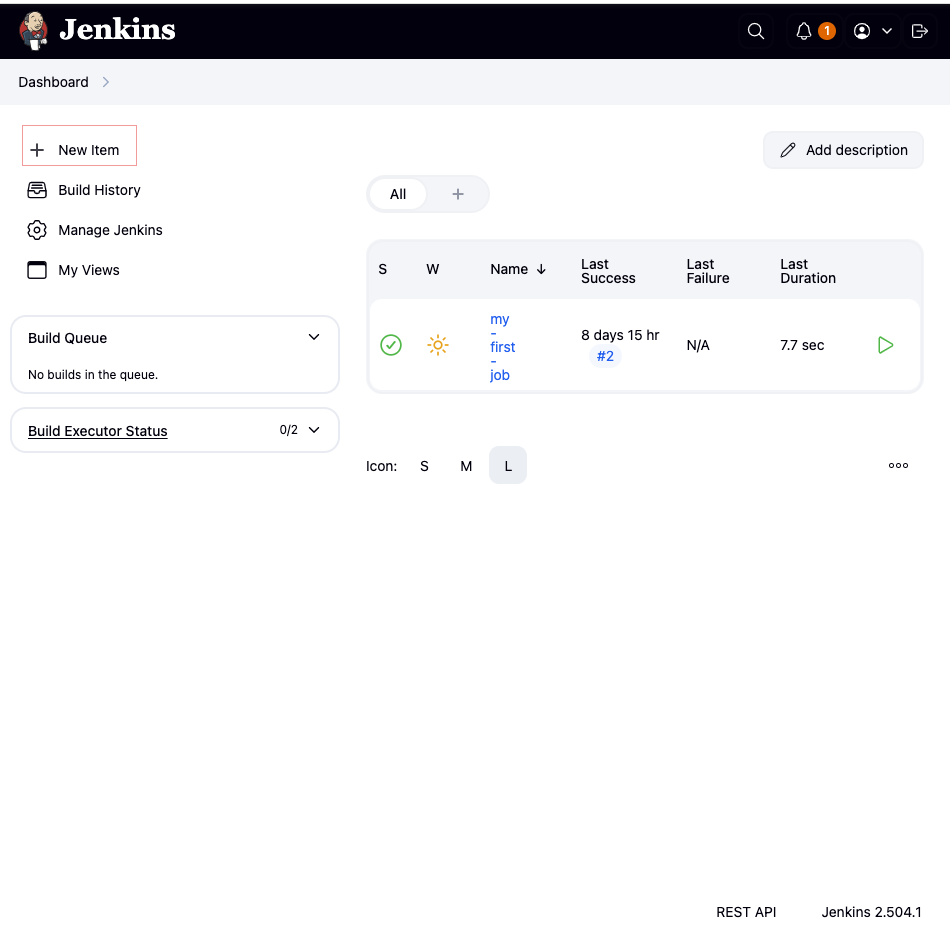 Jenkins
1
Dashboard
New Item
Build History
Manage Jenkins
My Views
Build Queue
No builds in the queue.
Build Executor Status
0/2
Add description
All
S W Name Last Success Last Failure Last Duration
my
-
first
-
job
8 days 15 hr
#2
N/A
7.7 sec
Icon: S M L
REST API Jenkins 2.504.1